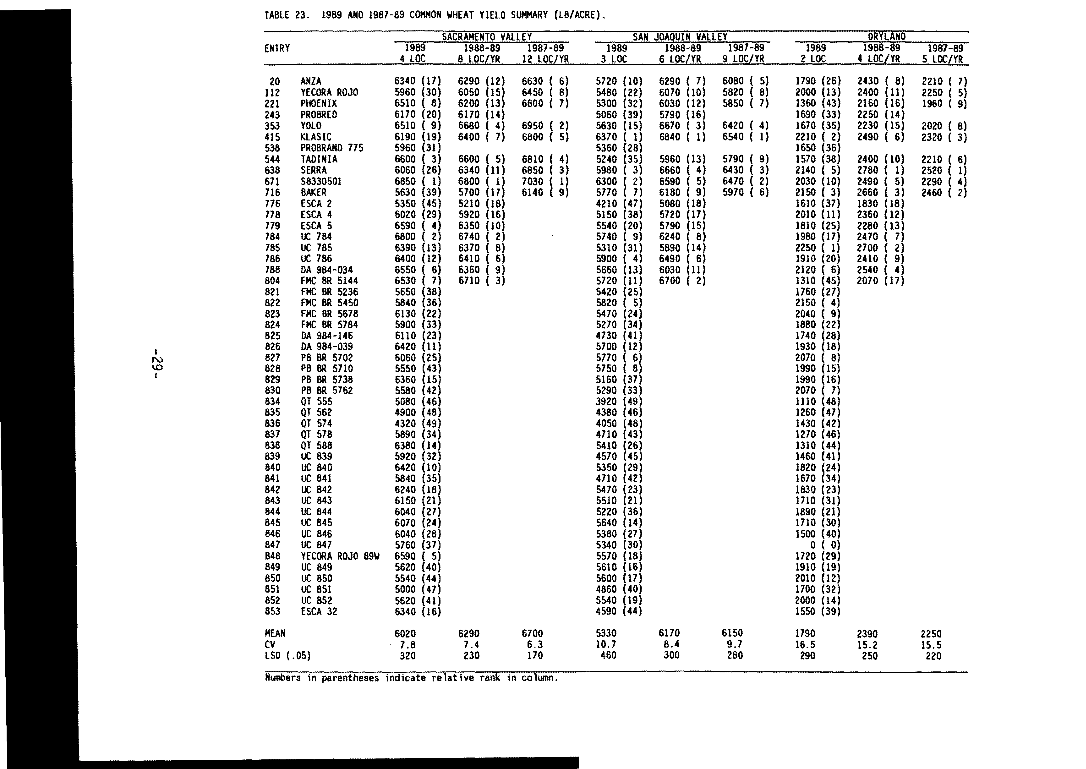 TABLE 23. 1989 AND 1987-89 COMMON WHEAT YIELD SUMMARY (LB/ACRE).
SACRAMENTO VALLEY SAN JOAQUIN VALLEY DRYLAND
ENTRY 1989 1988-89 1987-89 1989 1988-89 1987-89 1989 1988-89 1987-89
4 LOC 8 LOC/YR 12 LOC/YR 3 LOC 6 LOC/YR 9 LOC/YR 2 LOC 4 LOC/YR 5 LOC/YR
20 ANZA 6340 (17) 6290 (12) 6630 ( 6) 5720 (10) 6290 ( 7) 6080 ( 5) 1790 (26) 2430 ( 8) 2210 ( 7)
112 YECORA ROJO 5960 (30) 6050 (15) 6450 ( 8) 5480 (22) 6070 (10) 5820 ( 8) 2000 (13) 2400 (11) 2250 ( 5)
221 PHOENIX 6510 ( 8) 6200 (13) 6600 ( 7) 5300 (32) 6030 (12) 5850 ( 7) 1360 (43) 2160 (16) 1960 ( 9)
243 PROBRED 6170 (20) 6170 (14) 5060 (39) 5790 (16) 1690 (33) 2250 (14)
353 YOLO 6510 ( 9) 6680 ( 4) 6950 ( 2) 5630 (15) 6670 ( 3) 6420 ( 4) 1670 (35) 2230 (15) 2020 ( 8)
415 KLASIC 6190 (19) 6400 ( 7) 6800 ( 5) 6370 ( 1) 6840 ( 1) 6540 ( 1) 2210 ( 2) 2490 ( 6) 2320 ( 3)
538 PROBRAND 775 5960 (31) 5360 (28) 1650 (36)
544 TADINIA 6600 ( 3) 6600 ( 5) 6810 ( 4) 5240 (35) 5960 (13) 5790 ( 9) 1570 (38) 2400 (10) 2210 ( 6)
638 SERRA 6060 (26) 6340 (11) 6850 ( 3) 5980 ( 3) 6660 ( 4) 6430 ( 3) 2140 ( 5) 2780 ( 1) 2520 ( 1)
671 S8330501 6850 ( 1) 6800 ( 1) 7030 ( 1) 6300 ( 2) 6590 ( 5) 6470 ( 2) 2030 (10) 2490 ( 5) 2290 ( 4)
716 BAKER 5630 (39) 5700 (17) 6140 ( 9) 5770 ( 7) 6180 ( 9) 5970 ( 6) 2150 ( 3) 2660 ( 3) 2460 ( 2)
776 ESCA 2 5350 (45) 5210 (18) 4210 (47) 5080 (18) 1610 (37) 1830 (18)
778 ESCA 4 6020 (29) 5920 (16) 5150 (38) 5720 (17) 2010 (11) 2360 (12)
779 ESCA 5 6590 ( 4) 6350 (10) 5540 (20) 5790 (15) 1810 (25) 2280 (13)
784 UC 784 6800 ( 2) 6740 ( 2) 5740 ( 9) 6240 ( 8) 1980 (17) 2470 ( 7)
785 UC 785 6390 (13) 6370 ( 8) 5310 (31) 5890 (14) 2250 ( 1) 2700 ( 2)
786 UC 786 6400 (12) 6410 ( 6) 5900 ( 4) 6490 ( 6) 1910 (20) 2410 ( 9)
788 DA 984-034 6550 ( 6) 6360 ( 9) 5660 (13) 6030 (11) 2120 ( 6) 2540 ( 4)
804 FMC BR 5144 6530 ( 7) 6710 ( 3) 5720 (11) 6700 ( 2) 1310 (45) 2070 (17)
821 FMC BR 5236 5650 (38) 5420 (25) 1760 (27)
822 FMC BR 5450 5840 (36) 5820 ( 5) 2150 ( 4)
823 FMC BR 5678 6130 (22) 5470 (24) 2040 ( 9)
824 FMC BR 5784 5900 (33) 5270 (34) 1880 (22)
825 DA 984-146 6110 (23) 4730 (41) 1740 (28)
826 DA 984-039 6420 (11) 5700 (12) 1930 (18)
827 PB BR 5702 6060 (25) 5770 ( 6) 2070 ( 8)
828 PB BR 5710 5550 (43) 5750 ( 8) 1990 (15)
829 PB BR 5738 6360 (15) 5160 (37) 1990 (16)
830 PB BR 5762 5580 (42) 5290 (33) 2070 ( 7)
834 QT 555 5080 (46) 3920 (49) 1110 (48)
835 QT 562 4900 (48) 4380 (46) 1260 (47)
836 QT 574 4320 (49) 4050 (48) 1430 (42)
837 QT 578 5890 (34) 4710 (43) 1270 (46)
838 QT 588 6380 (14) 5410 (26) 1310 (44)
839 UC 839 5920 (32) 4570 (45) 1460 (41)
840 UC 840 6420 (10) 5350 (29) 1820 (24)
841 UC 841 5840 (35) 4710 (42) 1670 (34)
842 UC 842 6240 (18) 5470 (23) 1830 (23)
843 UC 843 6150 (21) 5510 (21) 1710 (31)
844 UC 844 6040 (27) 5220 (36) 1890 (21)
845 UC 845 6070 (24) 5640 (14) 1710 (30)
846 UC 846 6040 (28) 5380 (27) 1500 (40)
847 UC 847 5760 (37) 5340 (30) 0 ( 0)
848 YECORA ROJO 89W 6590 ( 5) 5570 (18) 1720 (29)
849 UC 849 5620 (40) 5610 (16) 1910 (19)
850 UC 850 5540 (44) 5600 (17) 2010 (12)
851 UC 851 5000 (47) 4860 (40) 1700 (32)
852 UC 852 5620 (41) 5540 (19) 2000 (14)
853 ESCA 32 6340 (16) 4590 (44) 1550 (39)
MEAN 6020 6290 6700 5330 6170 6150 1790 2390 2250
CV 7.8 7.4 6.3 10.7 8.4 9.7 16.5 15.2 15.5
LSD (.05) 320 230 170 460 300 280 290 250 220
Numbers in parentheses indicate relative rank in column.
-29-